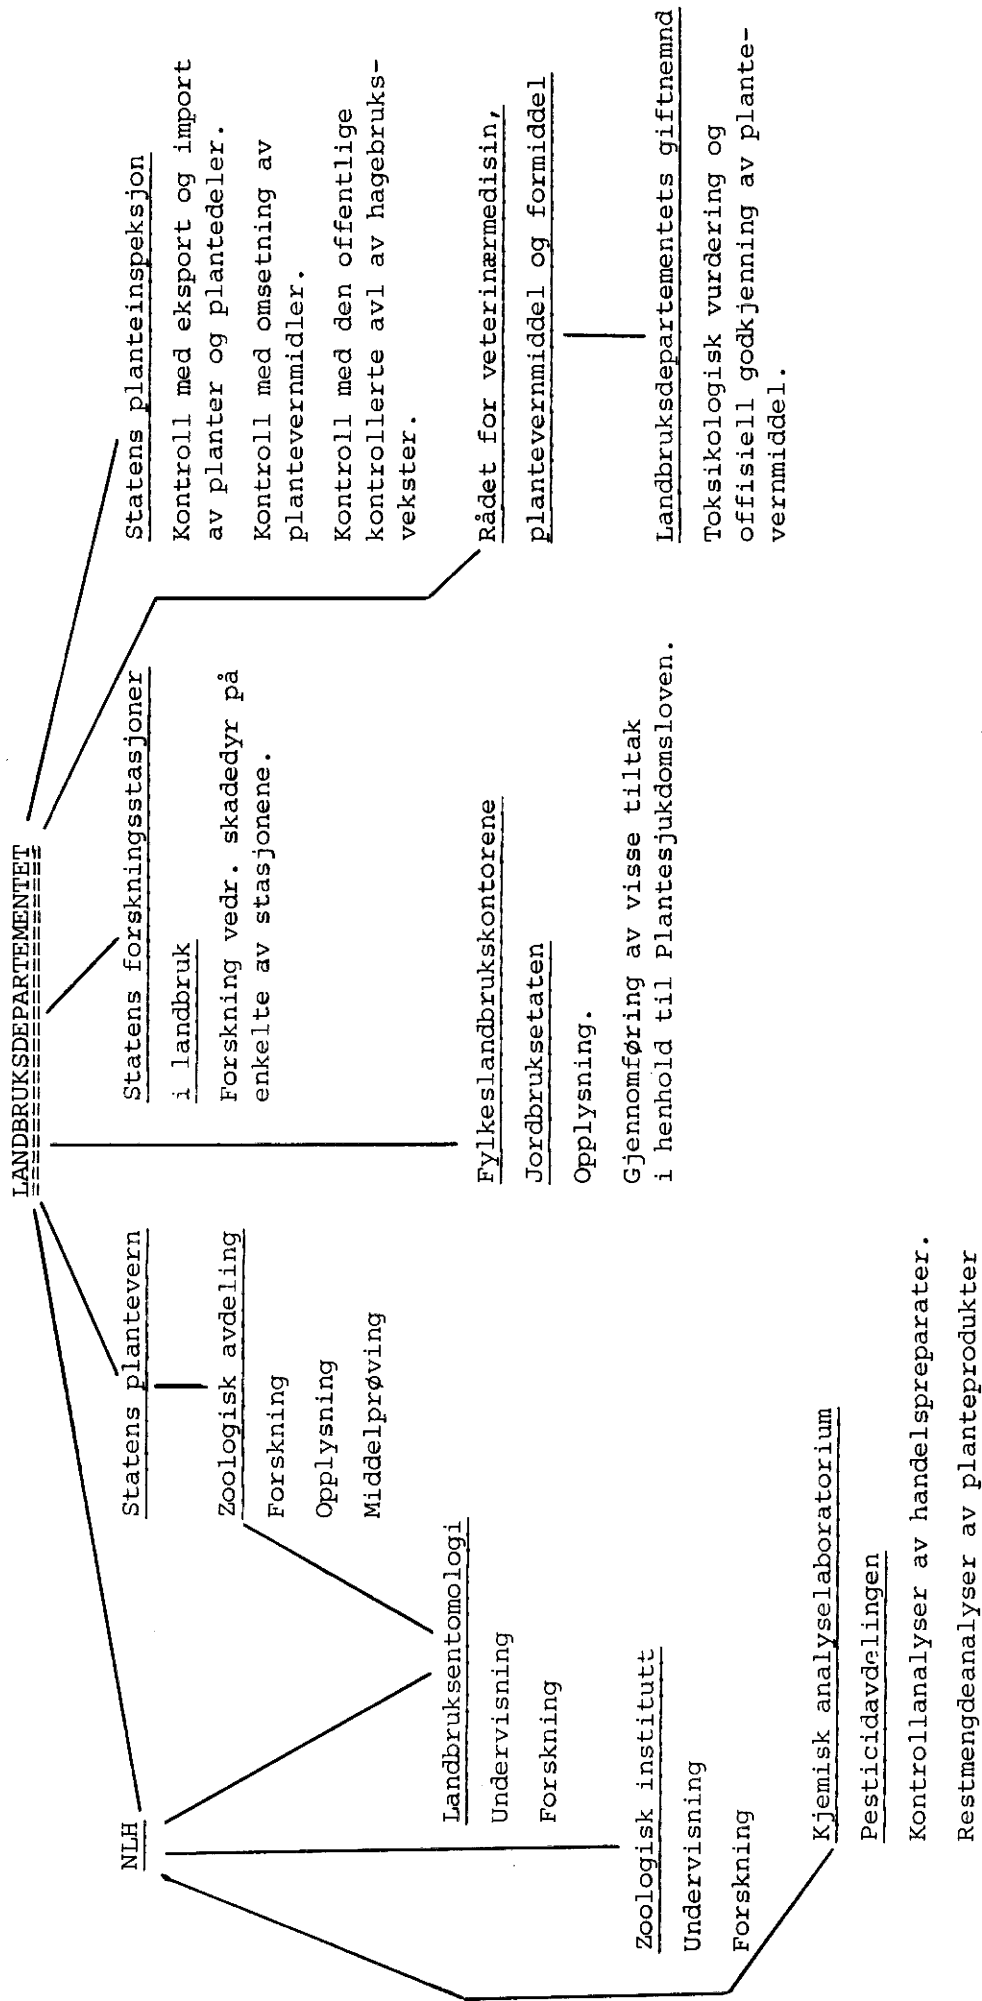 LANDBRUKSDEPARTEMENTET
NLH
Landbruksentomologi
Undervisning
Forskning
Zoologisk institutt
Undervisning
Forskning
Kjemisk analyselaboratorium
Pesticidavdelingen
Kontrollanalyser av handelspreparater.
Restmengdeanalyser av planteprodukter
Statens plantevern
Zoologisk avdeling
Forskning
Opplysning
Middelprøving
Statens forskningsstasjoner
i landbruk
Forskning vedr. skadedyr på
enkelte av stasjonene.
Fylkeslandbrukskontorene
Jordbruksetaten
Opplysning.
Gjennomføring av visse tiltak
i henhold til Plantesjukdomsloven.
Statens planteinspeksjon
Kontroll med eksport og import
av planter og plantedeler.
Kontroll med omsetning av
plantevernmidler.
Kontroll med den offentlige
kontrollerte avl av hagebruks-
vekster.
Rådet for veterinærmedisin,
plantevernmiddel og formiddel
Landbruksdepartementets giftnemnd
Toksikologisk vurdering og
offisiell godkjenning av plante-
vernmiddel.